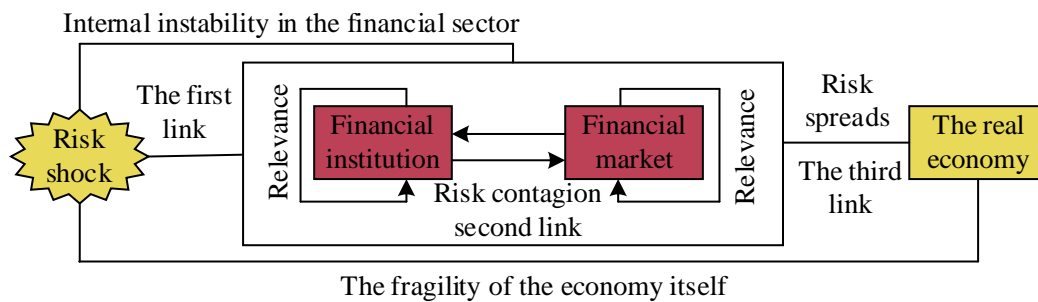 Internal instability in the financial sector
The first
link
Risk
shock
Relevance
Financial
institution
Financial
market
Relevance
Risk contagion
second link
Risk
spreads
The third
link
The real
economy
The fragility of the economy itself